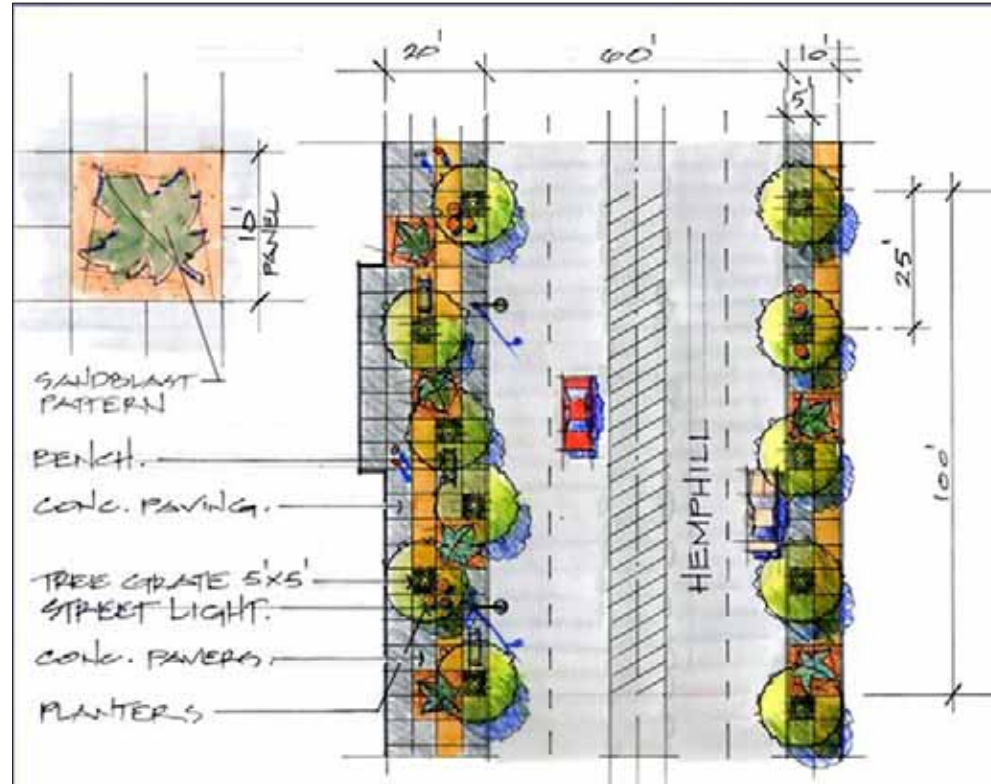 20'
60'
10'
5'
10'
PANEL
25'
100'
SANDBLAST
PATTERN
BENCH.
CONC. PAVING.
TREE GRATE 5'X5'
STREET LIGHT.
CONC. PAVERS.
PLANTERS
HEMPHILL